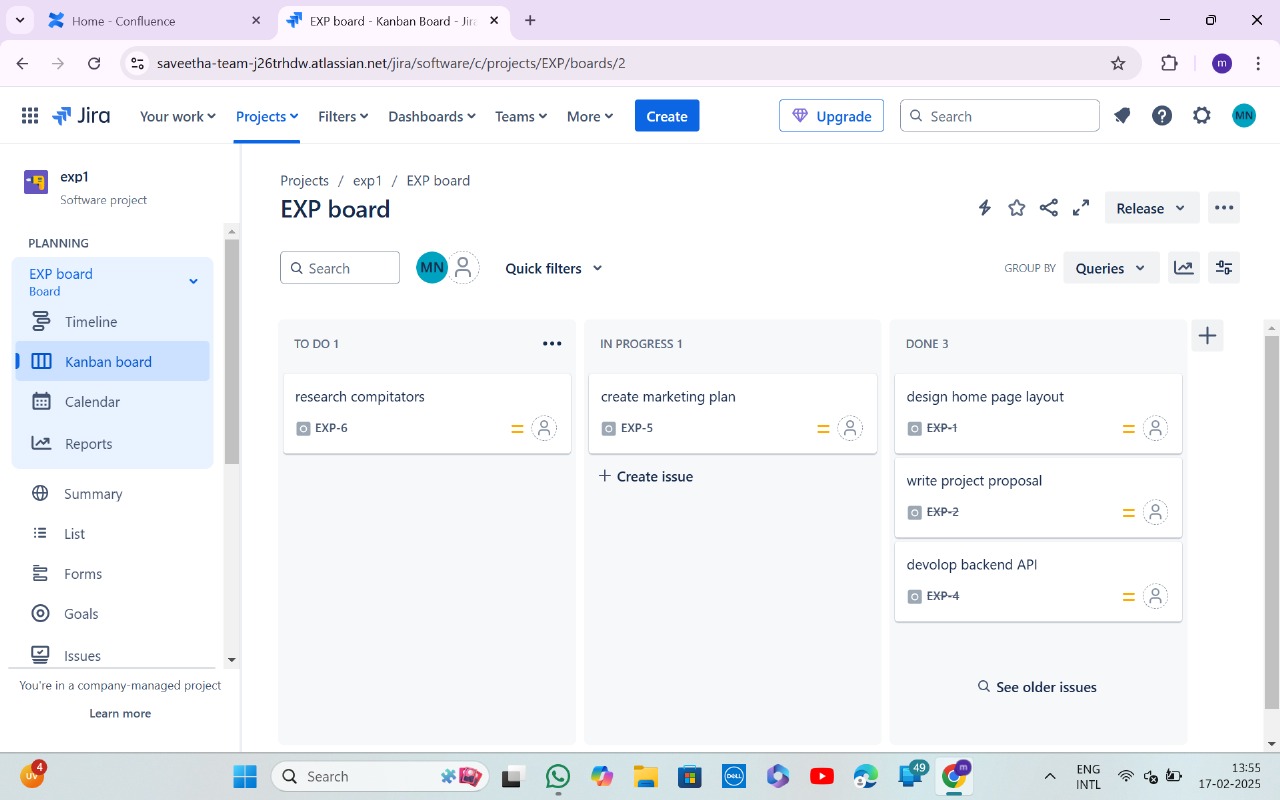 Home - Confluence
EXP board - Kanban Board - Jira
saveetha-team-j26trhdw.atlassian.net/jira/software/c/projects/EXP/boards/2
m
Jira
Your work
Projects
Filters
Dashboards
Teams
More
Create
Upgrade
Search
MN
exp1
Software project
PLANNING
EXP board
Board
Timeline
Kanban board
Calendar
Reports
Summary
List
Forms
Goals
Issues
You're in a company-managed project
Learn more
Projects / exp1 / EXP board
EXP board
Release
Search
MN
Quick filters
GROUP BY
Queries
TO DO 1
research compitators
EXP-6
IN PROGRESS 1
create marketing plan
EXP-5
Create issue
DONE 3
design home page layout
EXP-1
write project proposal
EXP-2
devolop backend API
EXP-4
See older issues
UV
4
Search
DELL
49
m
ENG
INTL
13:55
17-02-2025